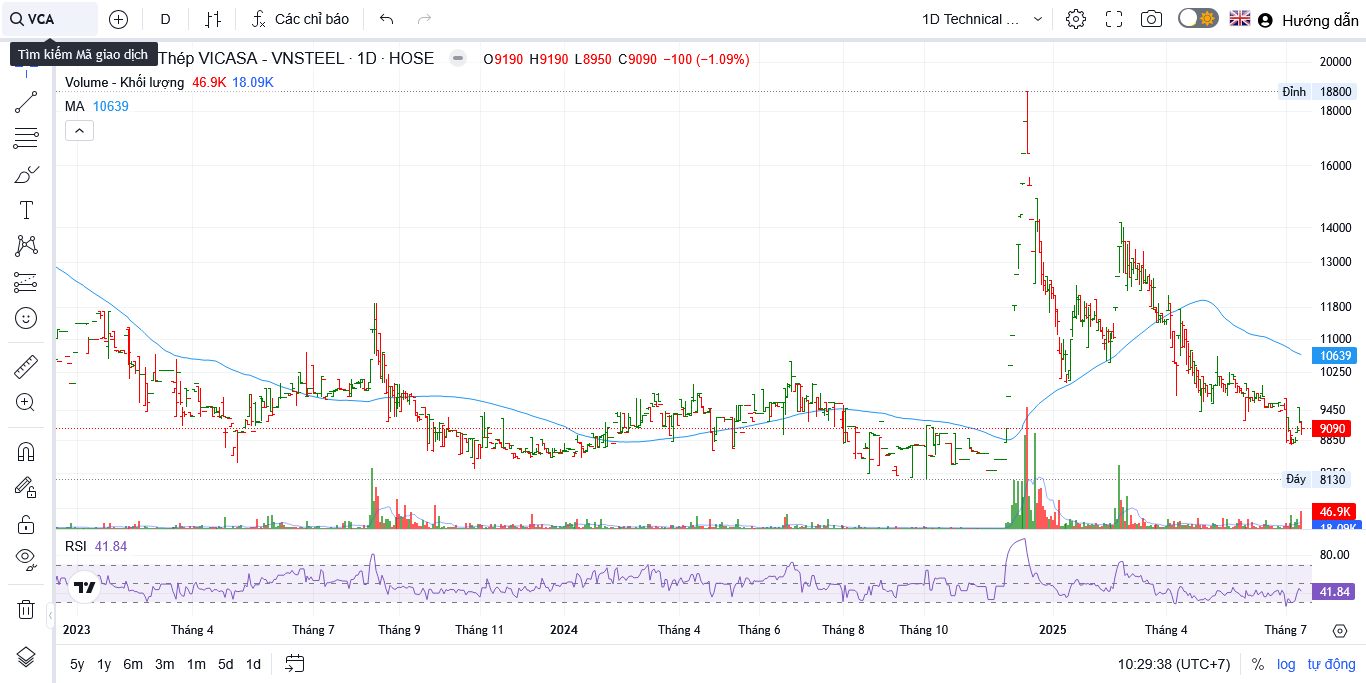 VCA D Các chỉ báo 1D Technical ... Hướng dẫn
Tìm kiếm Mã giao dịch
Thép VICASA - VNSTEEL · 1D · HOSE O9190 H9190 L8950 C9090 −100 (−1.09%)
Volume - Khối lượng 46.9K 18.09K
MA 10639
20000
Đỉnh 18800
18000
16000
14000
13000
11800
11000
10639
10250
9450
9090
8850
Đáy 8130
46.9K
18.09K
RSI 41.84
80.00
41.84
2023 Tháng 4 Tháng 7 Tháng 9 Tháng 11 2024 Tháng 4 Tháng 6 Tháng 8 Tháng 10 2025 Tháng 4 Tháng 7
5y 1y 6m 3m 1m 5d 1d 10:29:38 (UTC+7) % log tự động